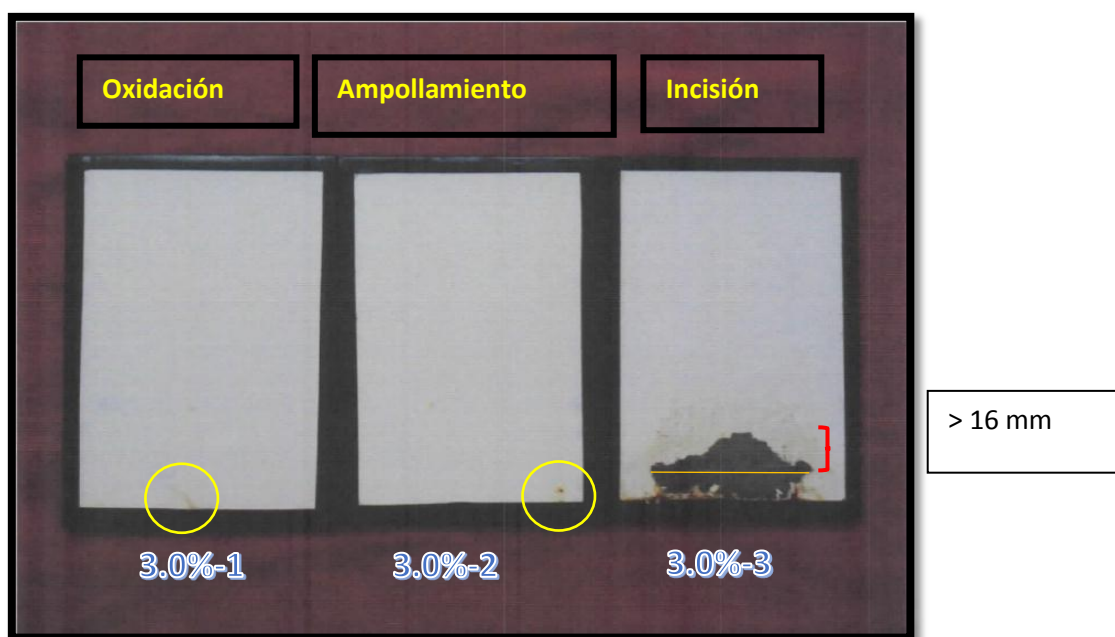 Oxidación
Ampollamiento
Incisión
> 16 mm
3.0%-1
3.0%-2
3.0%-3